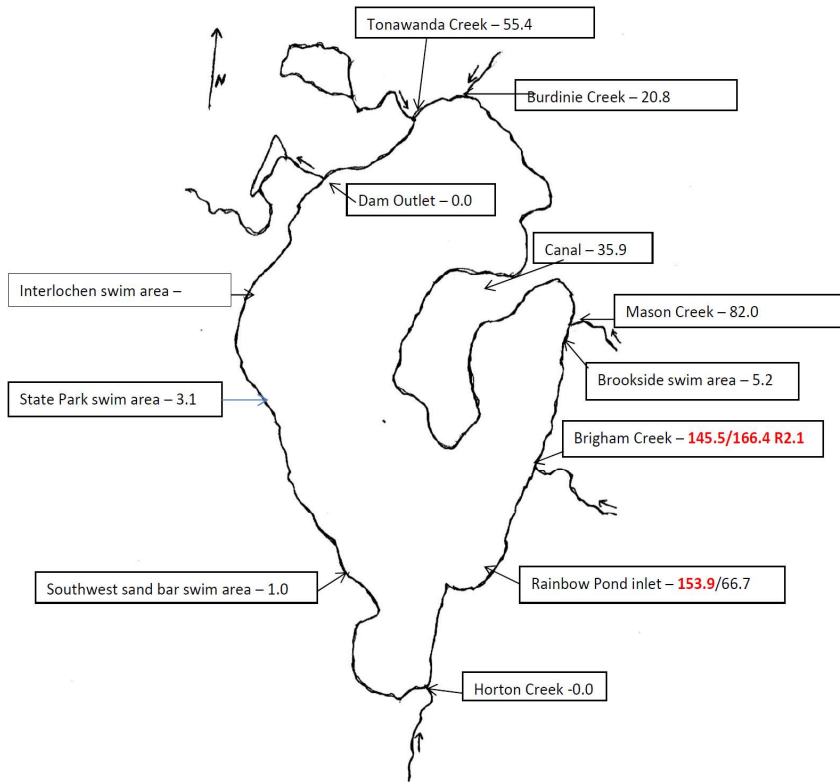 Tonawanda Creek – 55.4
N
Burdinie Creek - 20.8
Dam Outlet – 0.0
Canal – 35.9
Interlochen swim area –
Mason Creek – 82.0
Brookside swim area – 5.2
State Park swim area – 3.1
Brigham Creek – 145.5/166.4 R2.1
Southwest sand bar swim area – 1.0
Rainbow Pond inlet – 153.9/66.7
Horton Creek -0.0